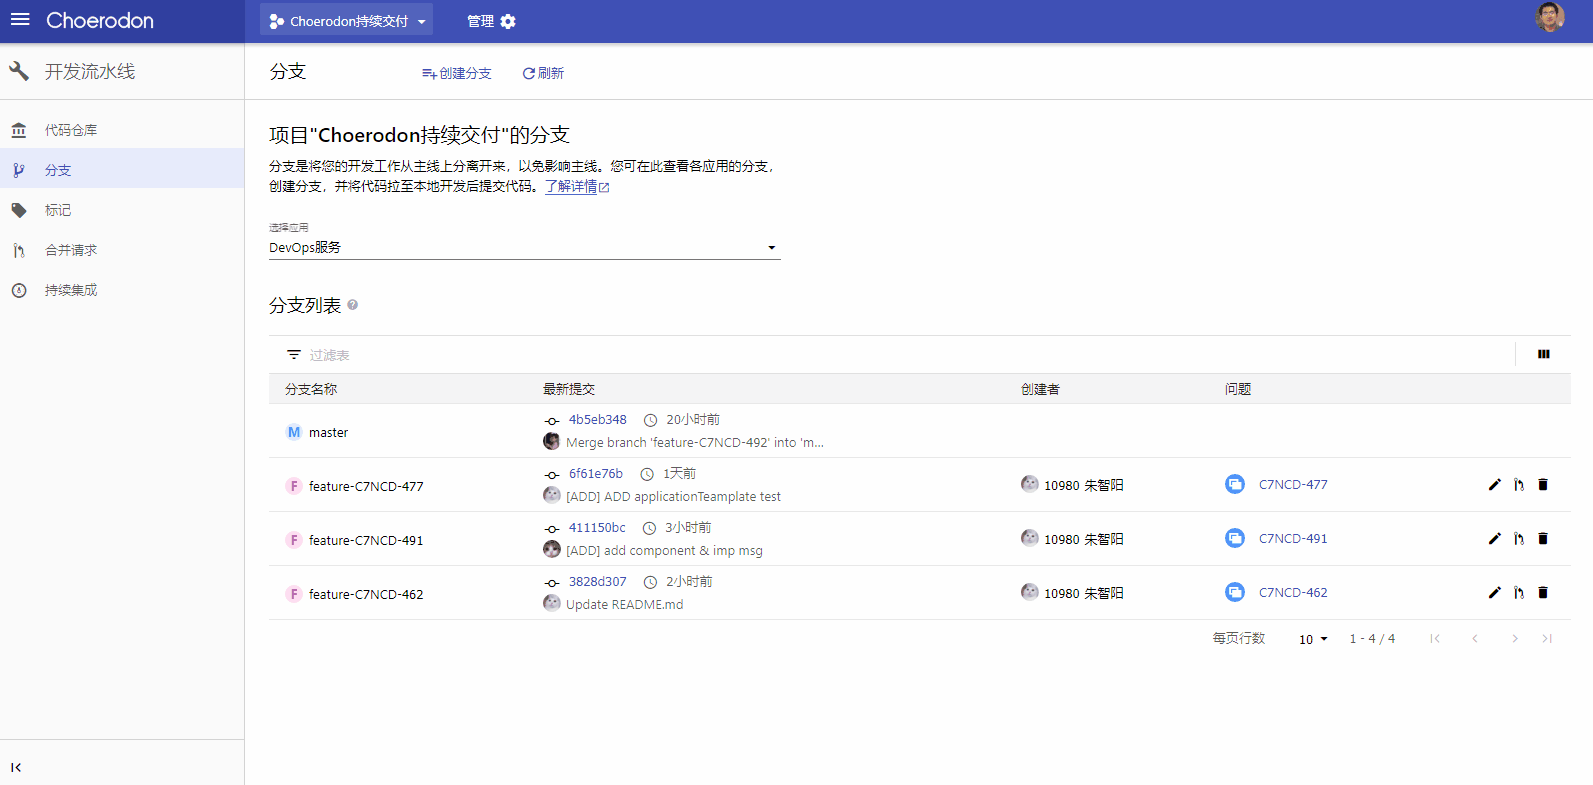 Choerodon
Choerodon持续交付
管理
开发流水线
分支
创建分支
刷新
代码仓库
分支
标记
合并请求
持续集成
项目"Choerodon持续交付"的分支
分支是将您的开发工作从主线上分离开来，以免影响主线。您可在此查看各应用的分支，
创建分支，并将代码拉至本地开发后提交代码。了解详情
选择应用
DevOps服务
分支列表
过滤表
分支名称 最新提交 创建者 问题
M master
4b5eb348 20小时前
Merge branch 'feature-C7NCD-492' into 'm...
F feature-C7NCD-477
6f61e76b 1天前
[ADD] ADD applicationTeamplate test
10980 朱智阳
C7NCD-477
F feature-C7NCD-491
411150bc 3小时前
[ADD] add component & imp msg
10980 朱智阳
C7NCD-491
F feature-C7NCD-462
3828d307 2小时前
Update README.md
10980 朱智阳
C7NCD-462
每页行数 10 1 - 4 / 4